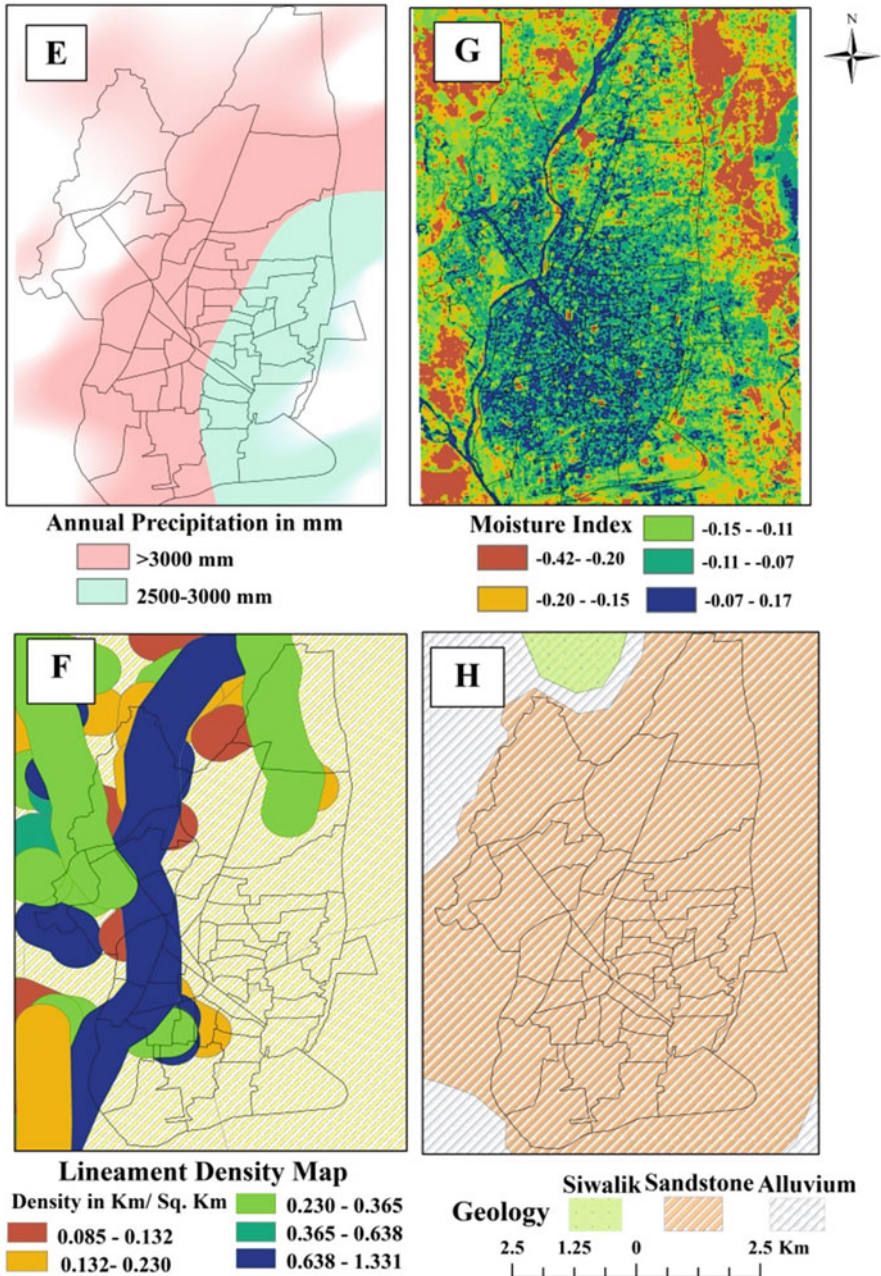 E
G
N
Annual Precipitation in mm
>3000 mm
2500-3000 mm
Moisture Index
-0.42- -0.20
-0.20 - -0.15
-0.15 - -0.11
-0.11 - -0.07
-0.07 - 0.17
F
H
Lineament Density Map
Density in Km/ Sq. Km
0.085 - 0.132
0.132- 0.230
0.230 - 0.365
0.365 - 0.638
0.638 - 1.331
Siwalik Sandstone Alluvium
Geology
2.5 1.25 0 2.5 Km